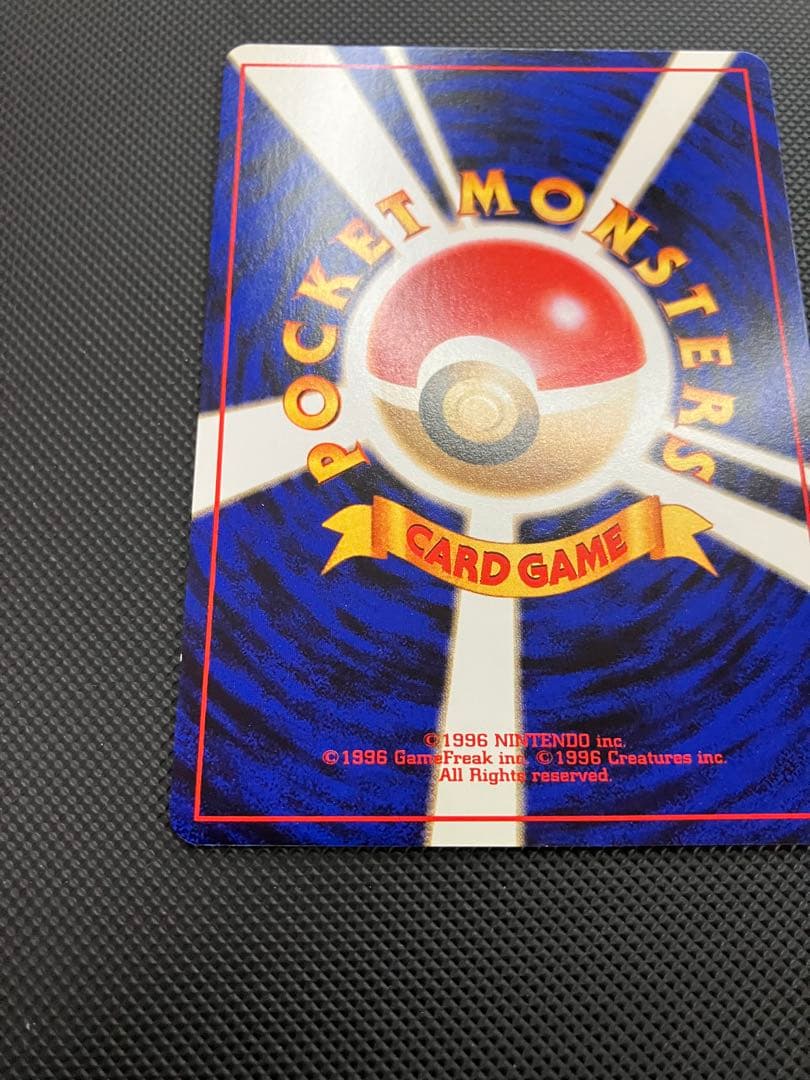 POCKET MONSTERS
CARD GAME
©1996 NINTENDO inc.
©1996 GameFreak inc. ©1996 Creatures inc.
All Rights reserved.